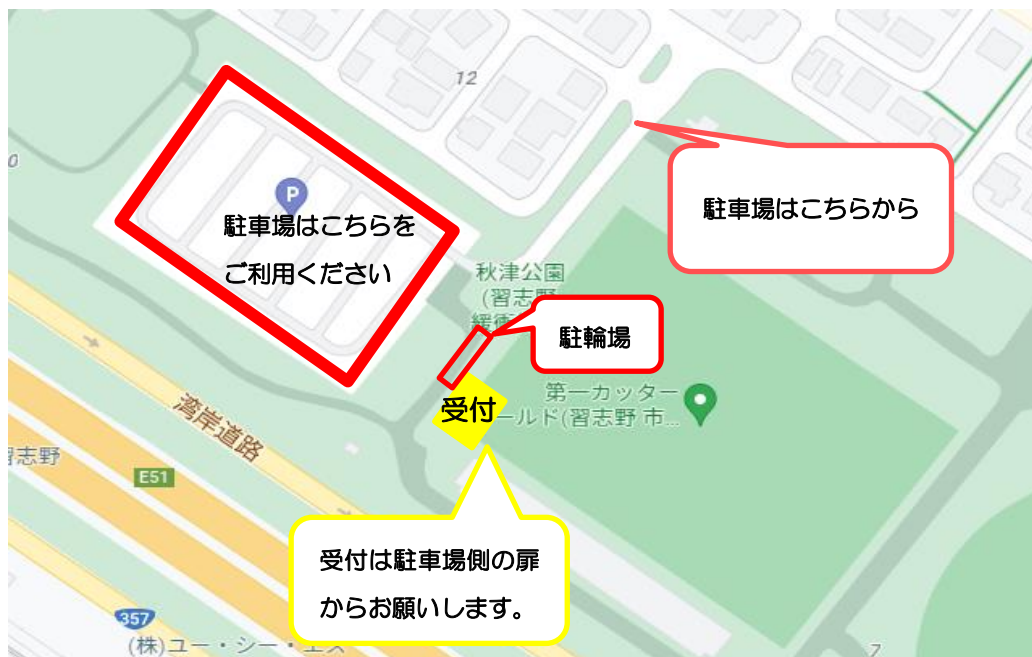 12
駐車場はこちらから
P
駐車場はこちらを
ご利用ください
秋津公園
(習志野
緩衝
駐輪場
第一カッター
受付
ールド(習志野 市...
湾岸道路
習志野
E51
受付は駐車場側の扉
からお願いします。
357
(株)ユー・シー・エス
7